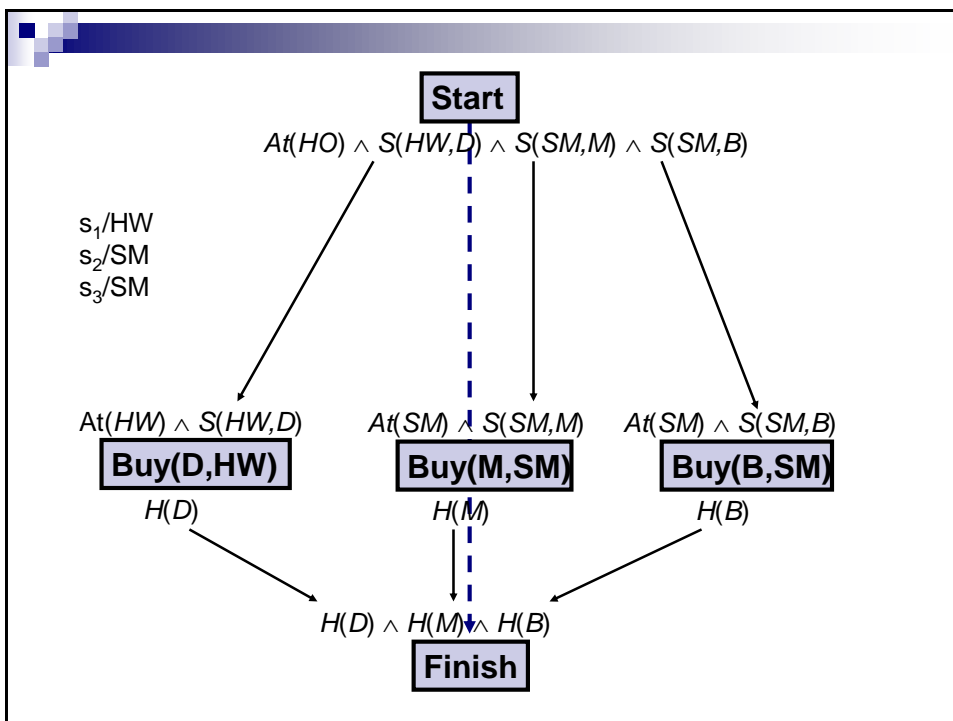 Start
At(HO) ∧ S(HW,D) ∧ S(SM,M) ∧ S(SM,B)
s₁/HW
s₂/SM
s₃/SM
At(HW) ∧ S(HW,D) At(SM) ∧ S(SM,M) At(SM) ∧ S(SM,B)
Buy(D,HW) Buy(M,SM) Buy(B,SM)
H(D) H(M) H(B)
H(D) ∧ H(M) ∧ H(B)
Finish